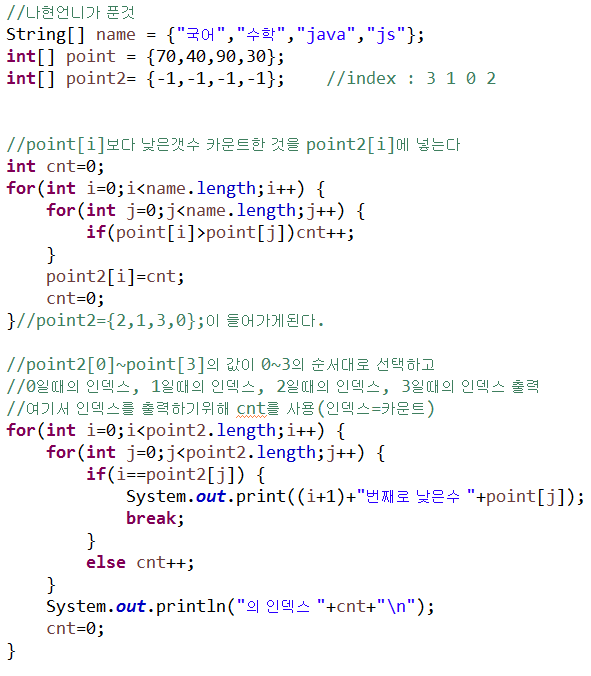 //나현언니가 푼것
String[] name = {"국어","수학","java","js"};
int[] point = {70,40,90,30};
int[] point2= {-1,-1,-1,-1};    //index : 3 1 0 2
//point[i]보다 낮은갯수 카운트한 것을 point2[i]에 넣는다
int cnt=0;
for(int i=0;i<name.length;i++) {
    for(int j=0;j<name.length;j++) {
        if(point[i]>point[j])cnt++;
    }
    point2[i]=cnt;
    cnt=0;
}//point2={2,1,3,0};이 들어가게된다.
//point2[0]~point[3]의 값이 0~3의 순서대로 선택하고
//0일때의 인덱스, 1일때의 인덱스, 2일때의 인덱스, 3일때의 인덱스 출력
//여기서 인덱스를 출력하기위해 cnt를 사용(인덱스=카운트)
for(int i=0;i<point2.length;i++) {
    for(int j=0;j<point2.length;j++) {
        if(i==point2[j]) {
            System.out.print((i+1)+"번째로 낮은수 "+point[j]);
            break;
        }
        else cnt++;
    }
    System.out.println("의 인덱스 "+cnt+"\n");
    cnt=0;
}